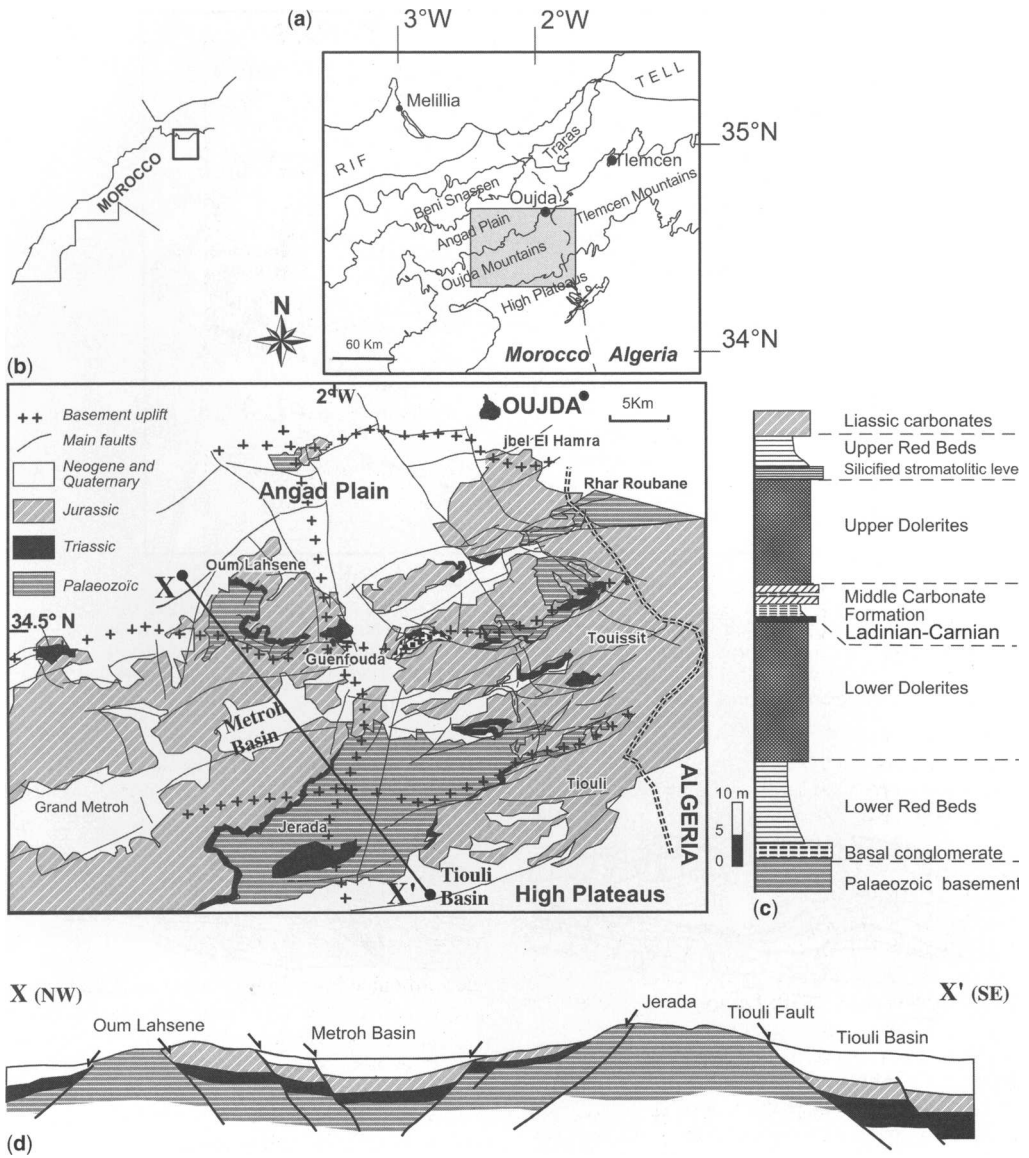 (a)
3°W
2°W
TELL
Melillia
35°N
RIF
Traras
Tlemcen
Beni Snassen
Oujda
Tlemcen Mountains
Angad Plain
Oujda Mountains
High Plateaus
60 Km
Morocco Algeria
34°N
MOROCCO
N
(b)
2°W
OUJDA
5Km
++ Basement uplift
Main faults
Neogene and
Quaternary
Jurassic
Triassic
Palaeozoïc
jbel El Hamra
Angad Plain
Rhar Roubane
Oum Lahsene
X
34.5° N
Guenfouda
Touissit
Metroh
Basin
Grand Metroh
Tiouli
Jerada
ALGERIA
X'
Tiouli
Basin
High Plateaus
Liassic carbonates
Upper Red Beds
Silicified stromatolitic leve
Upper Dolerites
Middle Carbonate
Formation
Ladinian-Carnian
Lower Dolerites
10 m
5
0
Lower Red Beds
Basal conglomerate
Palaeozoic basement
(c)
X (NW)
X' (SE)
Oum Lahsene
Metroh Basin
Jerada
Tiouli Fault
Tiouli Basin
(d)